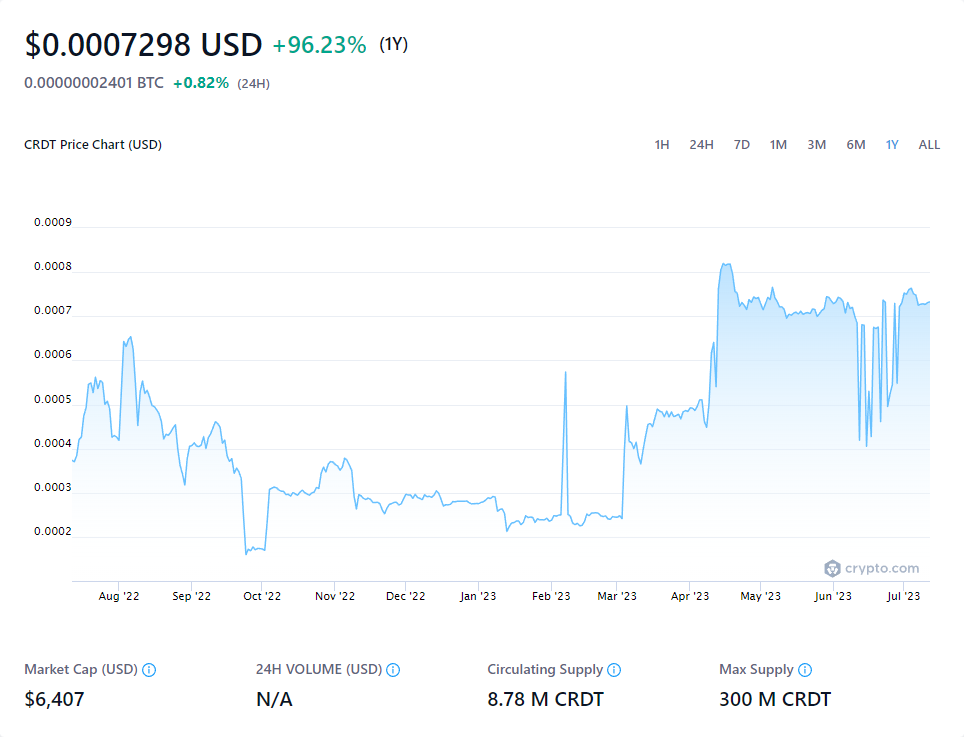 $0.0007298 USD +96.23% (1Y)
0.00000002401 BTC +0.82% (24H)
CRDT Price Chart (USD) 1H 24H 7D 1M 3M 6M 1Y ALL
0.0009
0.0008
0.0007
0.0006
0.0005
0.0004
0.0003
0.0002
crypto.com
Aug '22 Sep '22 Oct '22 Nov '22 Dec '22 Jan '23 Feb '23 Mar '23 Apr '23 May '23 Jun '23 Jul '23
Market Cap (USD) 24H VOLUME (USD) Circulating Supply Max Supply
$6,407 N/A 8.78 M CRDT 300 M CRDT